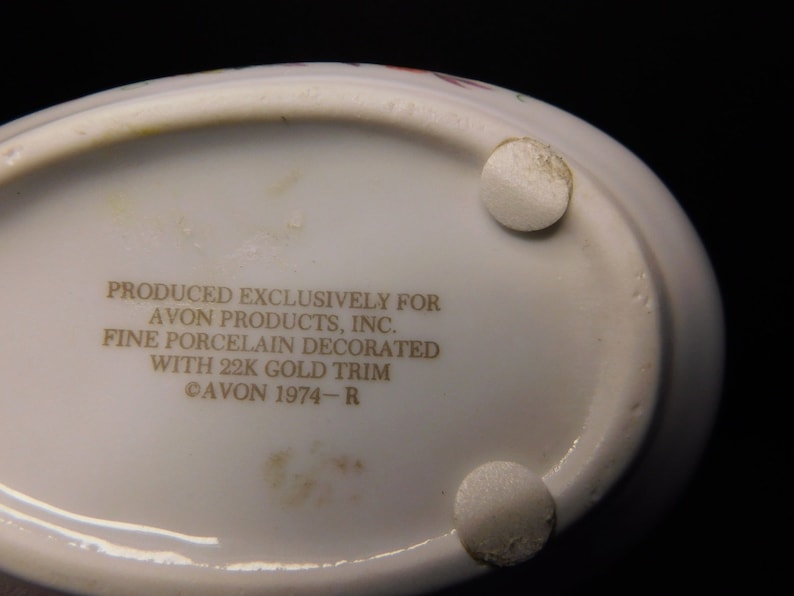 PRODUCED EXCLUSIVELY FOR
AVON PRODUCTS, INC.
FINE PORCELAIN DECORATED
WITH 22K GOLD TRIM
©AVON 1974-R